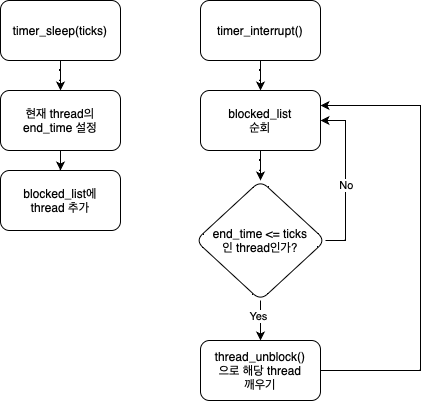 timer_sleep(ticks)
현재 thread의
end_time 설정
blocked_list에
thread 추가
timer_interrupt()
blocked_list
순회
No
end_time <= ticks
인 thread인가?
Yes
thread_unblock()
으로 해당 thread
깨우기